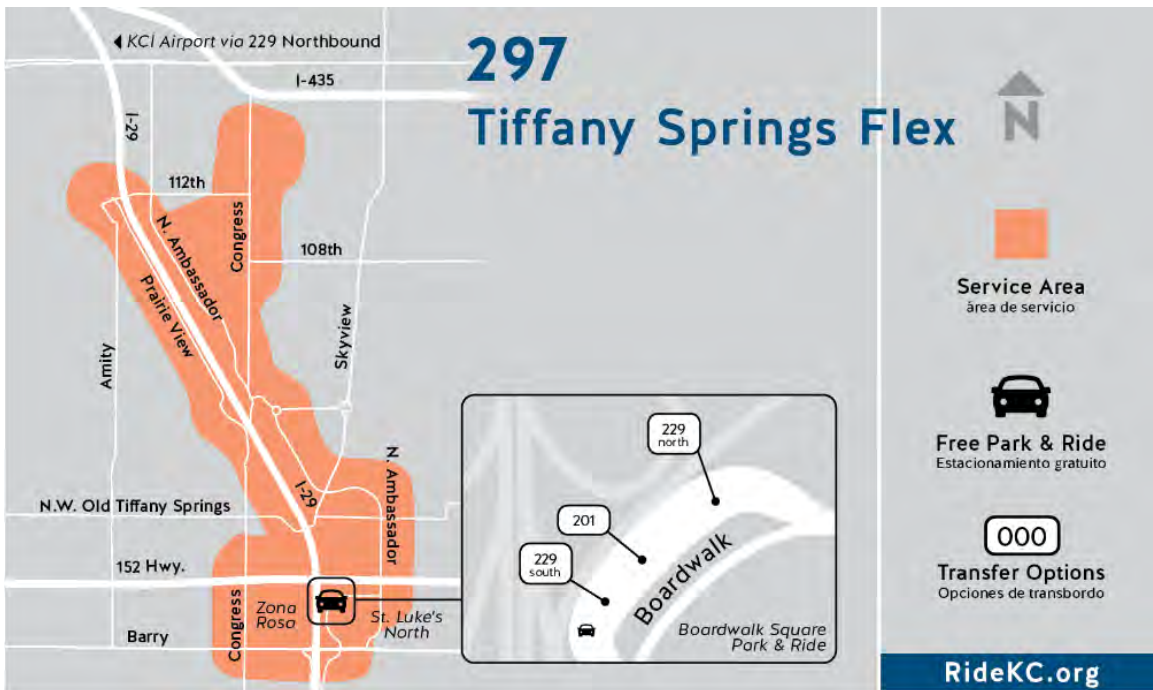 297
Tiffany Springs Flex
KCI Airport via 229 Northbound
I-435
I-29
112th
N. Ambassador
Congress
108th
Prairie View
Skyview
Amity
I-29
N. Ambassador
N.W. Old Tiffany Springs
152 Hwy.
Zona
Rosa
St. Luke's
North
Congress
Barry
229
north
201
229
south
Boardwalk
Boardwalk Square
Park & Ride
N
Service Area
área de servicio
Free Park & Ride
Estacionamiento gratuito
000
Transfer Options
Opciones de transbordo
RideKC.org